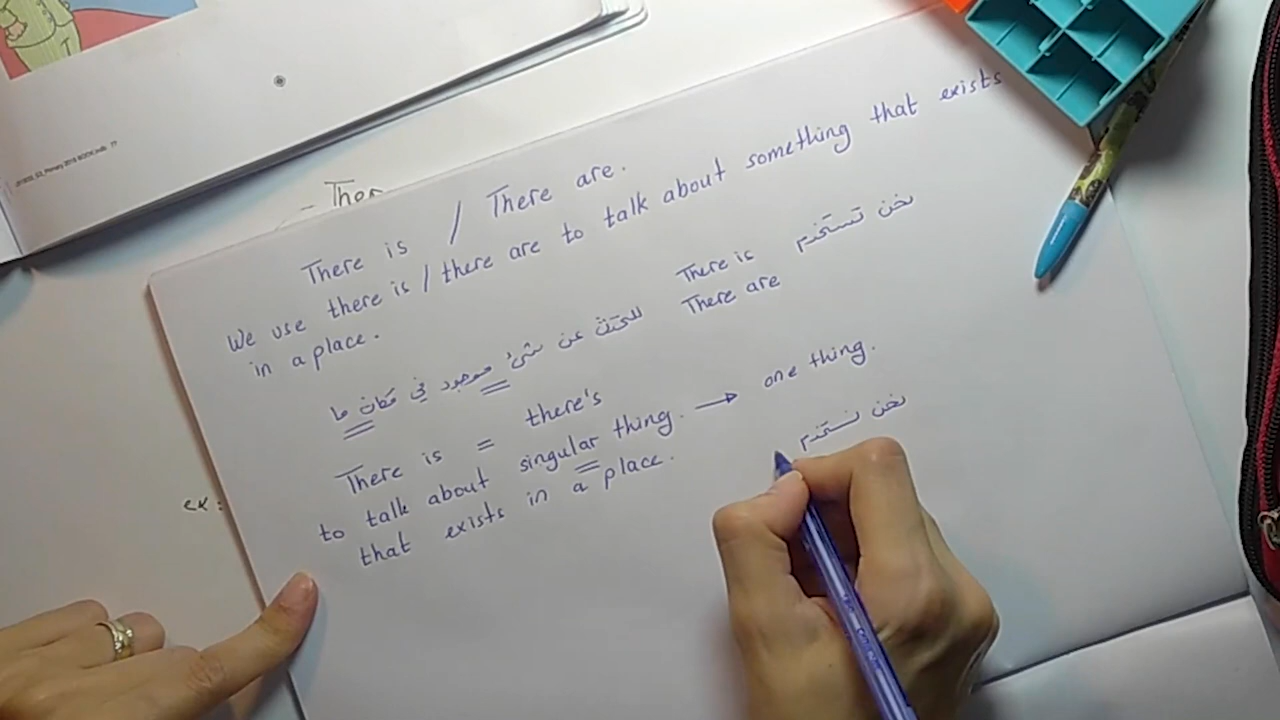 Ther
There is / There are.
We use there is / there are to talk about something that exists
in a place.
نحن نستخدم There is
There are للتحدث عن شئ موجود في مكان ما
There is = there's
to talk about singular thing. → one thing.
that exists in a place.
نحن نستخدم
ex: